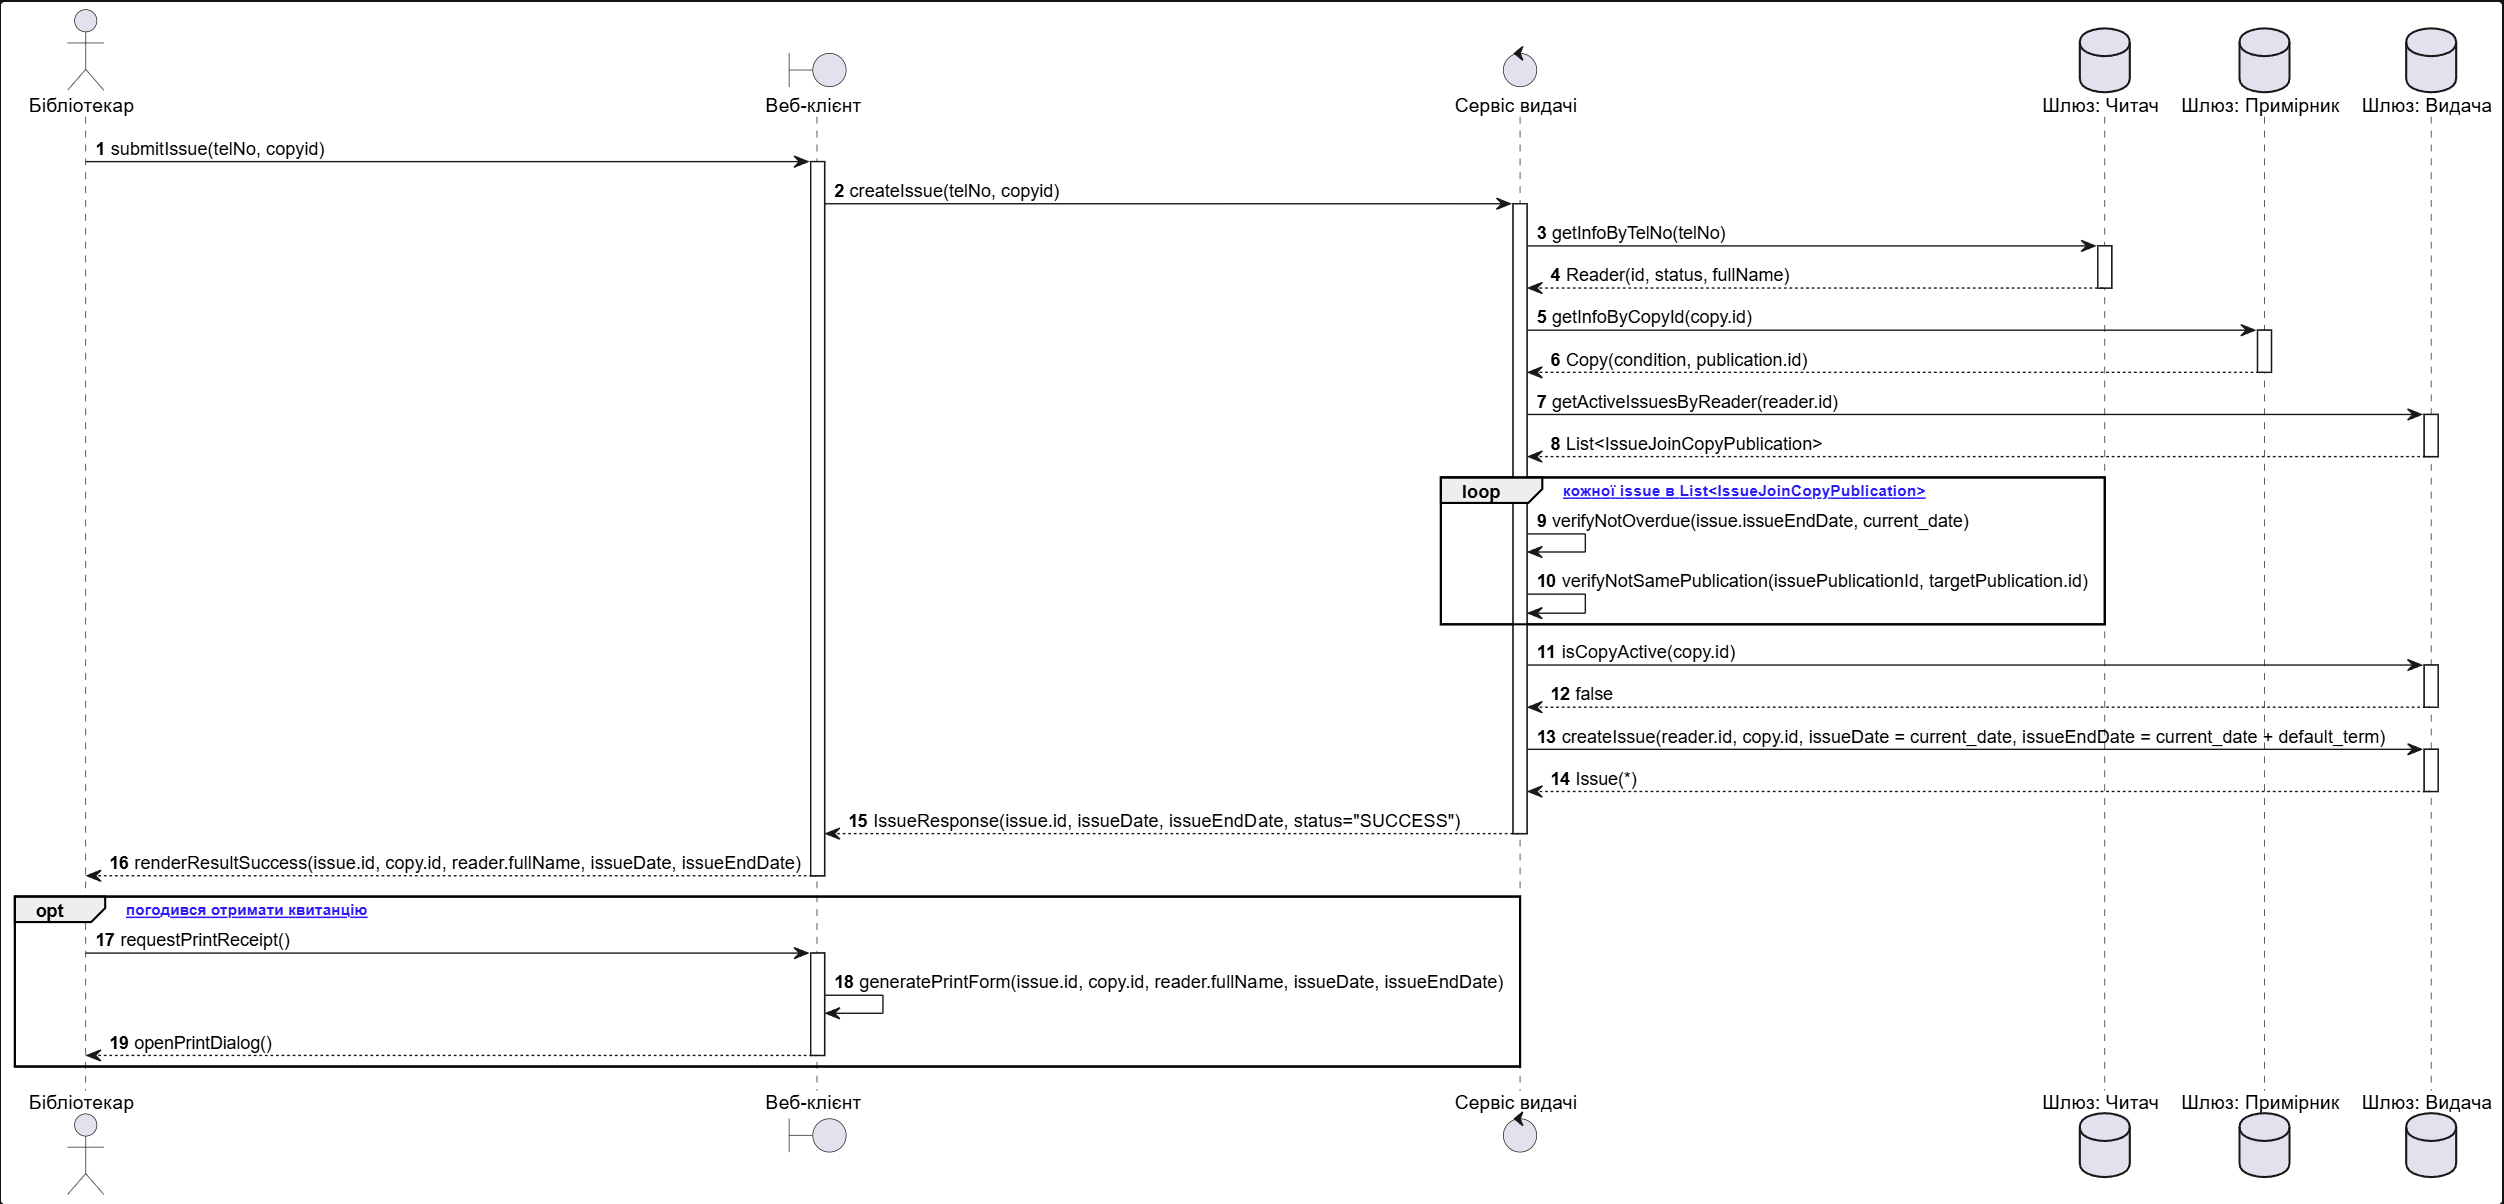 Бібліотекар
Веб-клієнт
Сервіс видачі
Шлюз: Читач
Шлюз: Примірник
Шлюз: Видача
1 submitIssue(telNo, copyid)
2 createIssue(telNo, copyid)
3 getInfoByTelNo(telNo)
4 Reader(id, status, fullName)
5 getInfoByCopyId(copy.id)
6 Copy(condition, publication.id)
7 getActiveIssuesByReader(reader.id)
8 List<IssueJoinCopyPublication>
loop
кожної issue в List<IssueJoinCopyPublication>
9 verifyNotOverdue(issue.issueEndDate, current_date)
10 verifyNotSamePublication(issuePublicationId, targetPublication.id)
11 isCopyActive(copy.id)
12 false
13 createIssue(reader.id, copy.id, issueDate = current_date, issueEndDate = current_date + default_term)
14 Issue(*)
15 IssueResponse(issue.id, issueDate, issueEndDate, status="SUCCESS")
16 renderResultSuccess(issue.id, copy.id, reader.fullName, issueDate, issueEndDate)
opt
погодився отримати квитанцію
17 requestPrintReceipt()
18 generatePrintForm(issue.id, copy.id, reader.fullName, issueDate, issueEndDate)
19 openPrintDialog()
Бібліотекар
Веб-клієнт
Сервіс видачі
Шлюз: Читач
Шлюз: Примірник
Шлюз: Видача